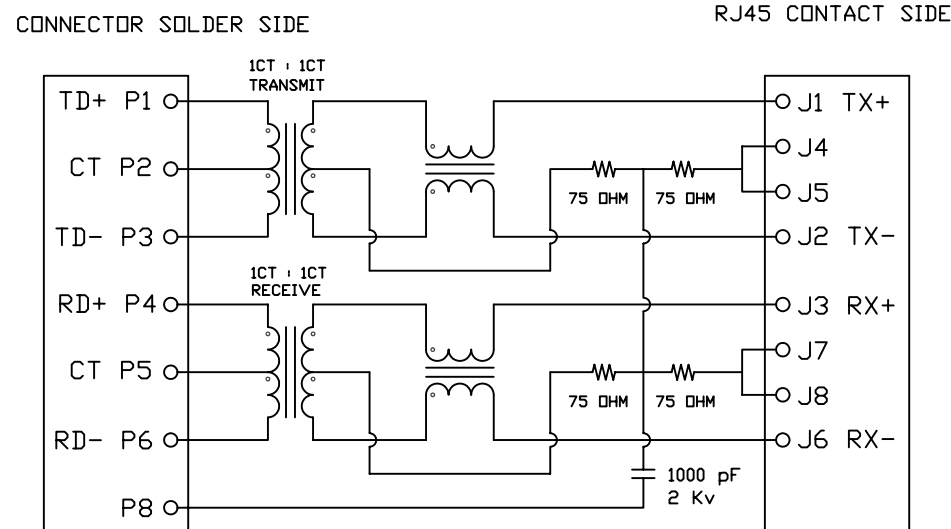 CONNECTOR SOLDER SIDE
RJ45 CONTACT SIDE
1CT : 1CT
TRANSMIT
TD+ P1
J1 TX+
J4
CT P2
75 OHM
75 OHM
J5
TD- P3
J2 TX-
1CT : 1CT
RECEIVE
RD+ P4
J3 RX+
J7
CT P5
75 OHM
75 OHM
J8
RD- P6
J6 RX-
1000 pF
2 Kv
P8